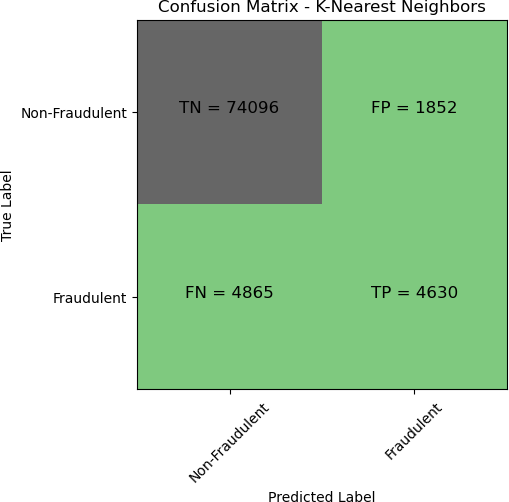 Confusion Matrix - K-Nearest Neighbors
True Label
Non-Fraudulent
TN = 74096
FP = 1852
Fraudulent
FN = 4865
TP = 4630
Non-Fraudulent
Fraudulent
Predicted Label